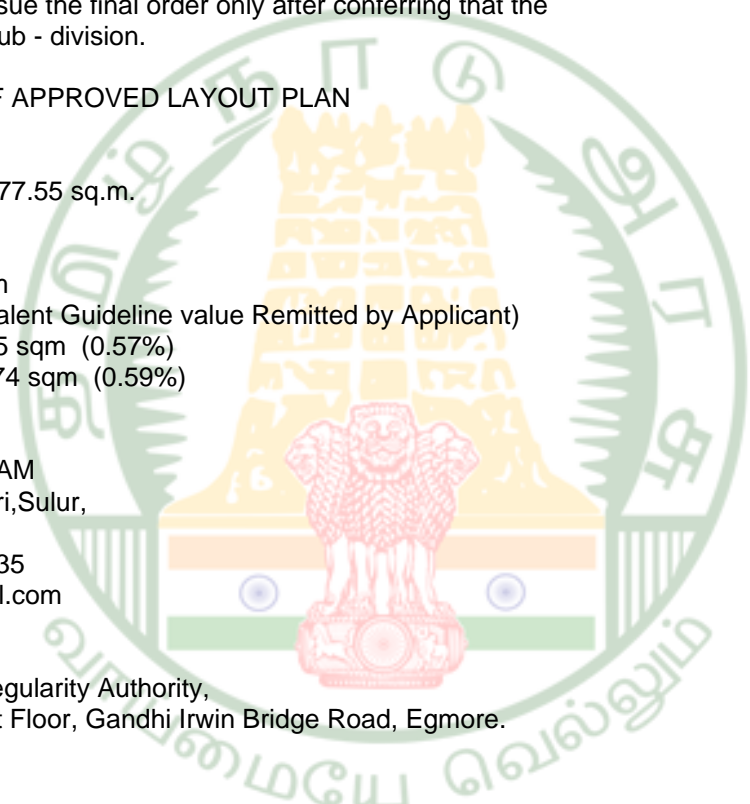 sue the final order only after conferring that the
ub - division.
F APPROVED LAYOUT PLAN
77.55 sq.m.
alent Guideline value Remitted by Applicant)
5 sqm (0.57%)
74 sqm (0.59%)
AM
ri,Sulur,
35
l.com
egularity Authority,
t Floor, Gandhi Irwin Bridge Road, Egmore.
தமிழ் நாடு அரசு
வாய்மையே வெல்லும்